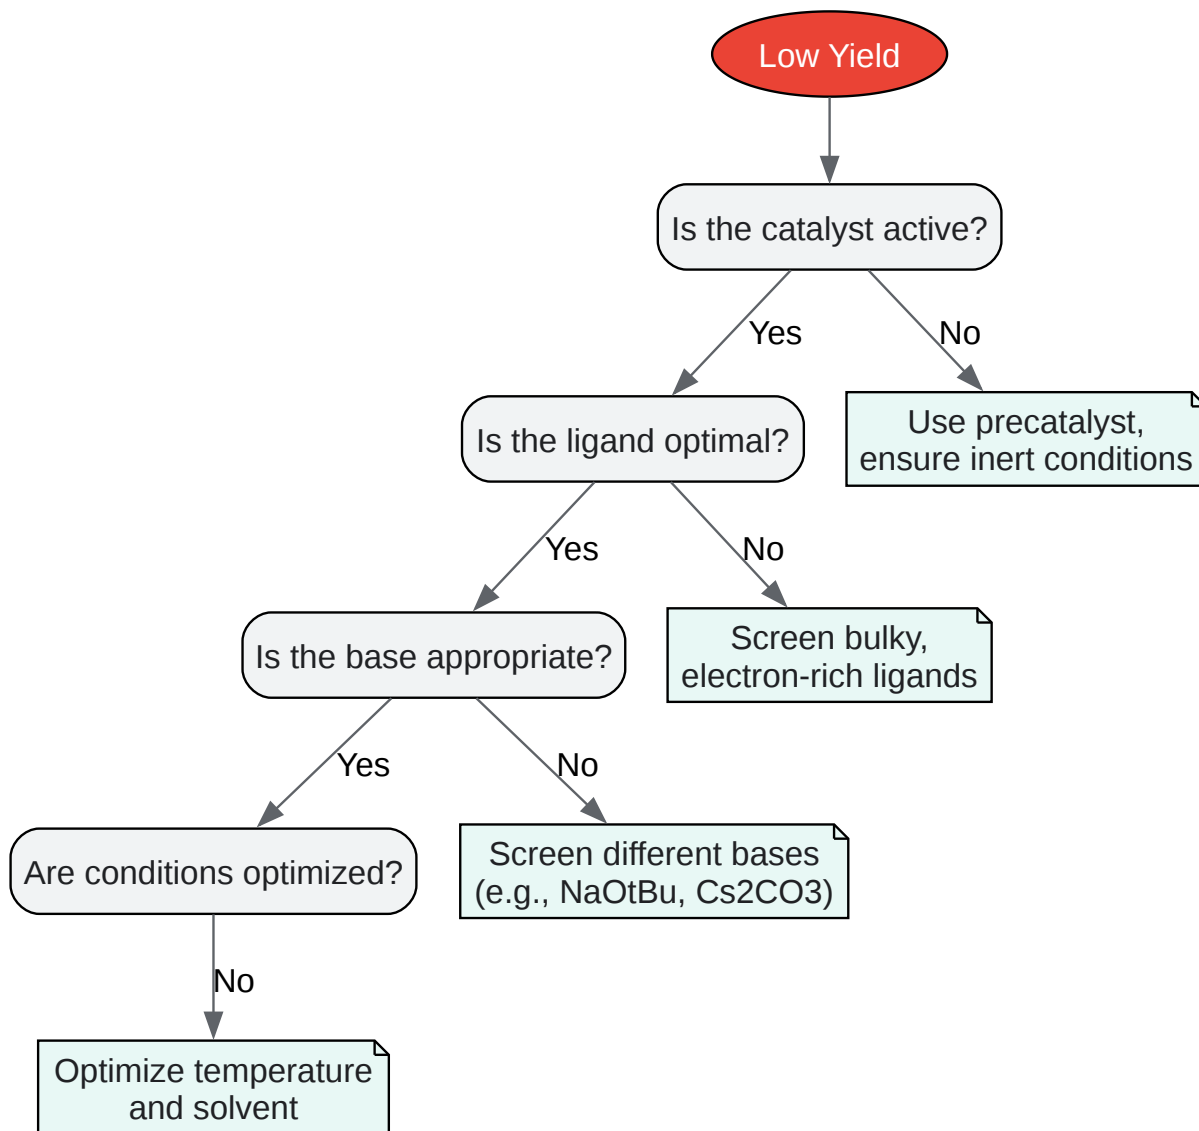 Low Yield
Is the catalyst active?
Yes
No
Is the ligand optimal?
Use precatalyst,
ensure inert conditions
Yes
No
Is the base appropriate?
Screen bulky,
electron-rich ligands
Yes
No
Are conditions optimized?
Screen different bases
(e.g., NaOtBu, Cs2CO3)
No
Optimize temperature
and solvent